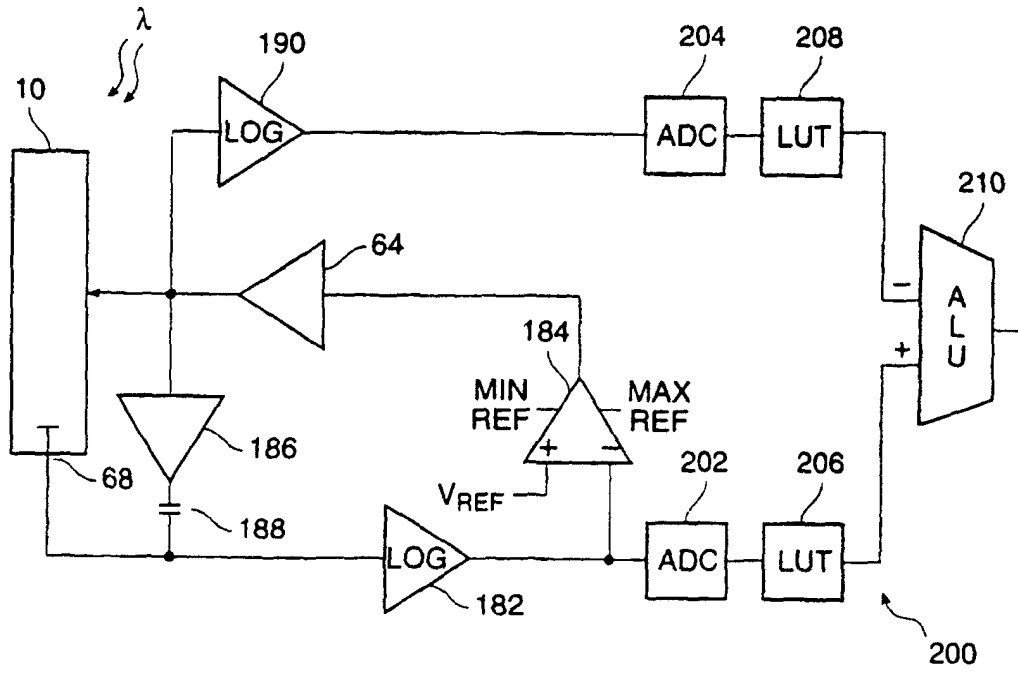 λ
190
204
208
10
LOG
ADC
LUT
210
64
184
A
L
U
−
+
MIN
REF
MAX
REF
+
−
186
68
VREF
202
206
188
LOG
ADC
LUT
182
200